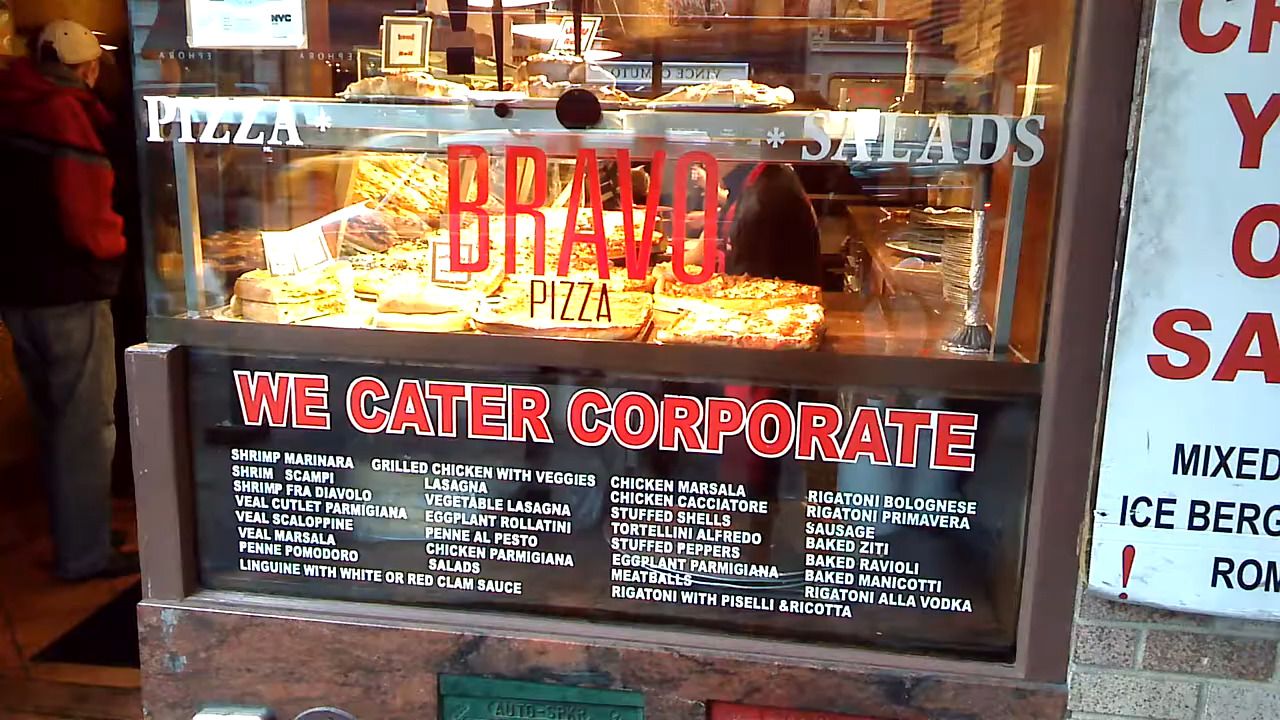 NYC
PIZZA * * SALADS
BRAVO
PIZZA
WE CATER CORPORATE
SHRIMP MARINARA
SHRIM SCAMPI
SHRIMP FRA DIAVOLO
VEAL CUTLET PARMIGIANA
VEAL SCALOPPINE
VEAL MARSALA
PENNE POMODORO
LINGUINE WITH WHITE OR RED CLAM SAUCE
GRILLED CHICKEN WITH VEGGIES
LASAGNA
VEGETABLE LASAGNA
EGGPLANT ROLLATINI
PENNE AL PESTO
CHICKEN PARMIGIANA
SALADS
CHICKEN MARSALA
CHICKEN CACCIATORE
STUFFED SHELLS
TORTELLINI ALFREDO
STUFFED PEPPERS
EGGPLANT PARMIGIANA
MEATBALLS
RIGATONI WITH PISELLI &RICOTTA
RIGATONI BOLOGNESE
RIGATONI PRIMAVERA
SAUSAGE
BAKED ZITI
BAKED RAVIOLI
BAKED MANICOTTI
RIGATONI ALLA VODKA
AUTO-SPKR
Y
O
SA
MIXED
ICE BERG
! ROM